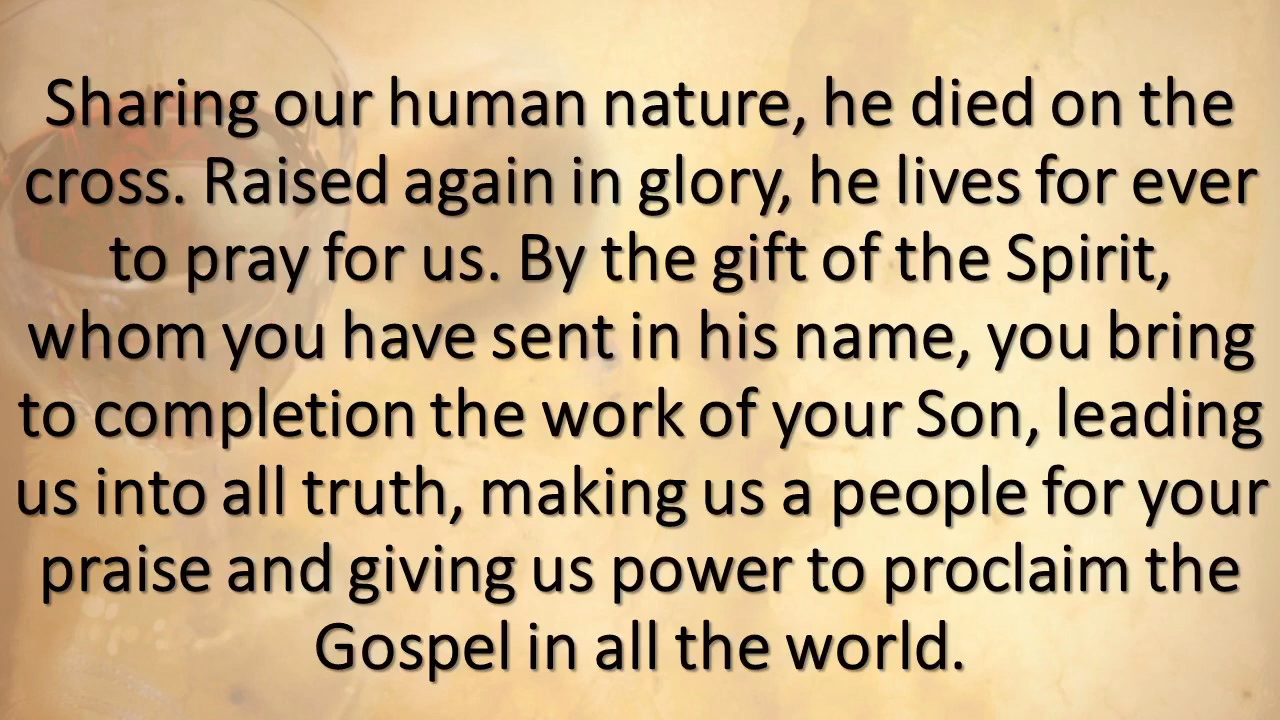 Sharing our human nature, he died on the
cross. Raised again in glory, he lives for ever
to pray for us. By the gift of the Spirit,
whom you have sent in his name, you bring
to completion the work of your Son, leading
us into all truth, making us a people for your
praise and giving us power to proclaim the
Gospel in all the world.